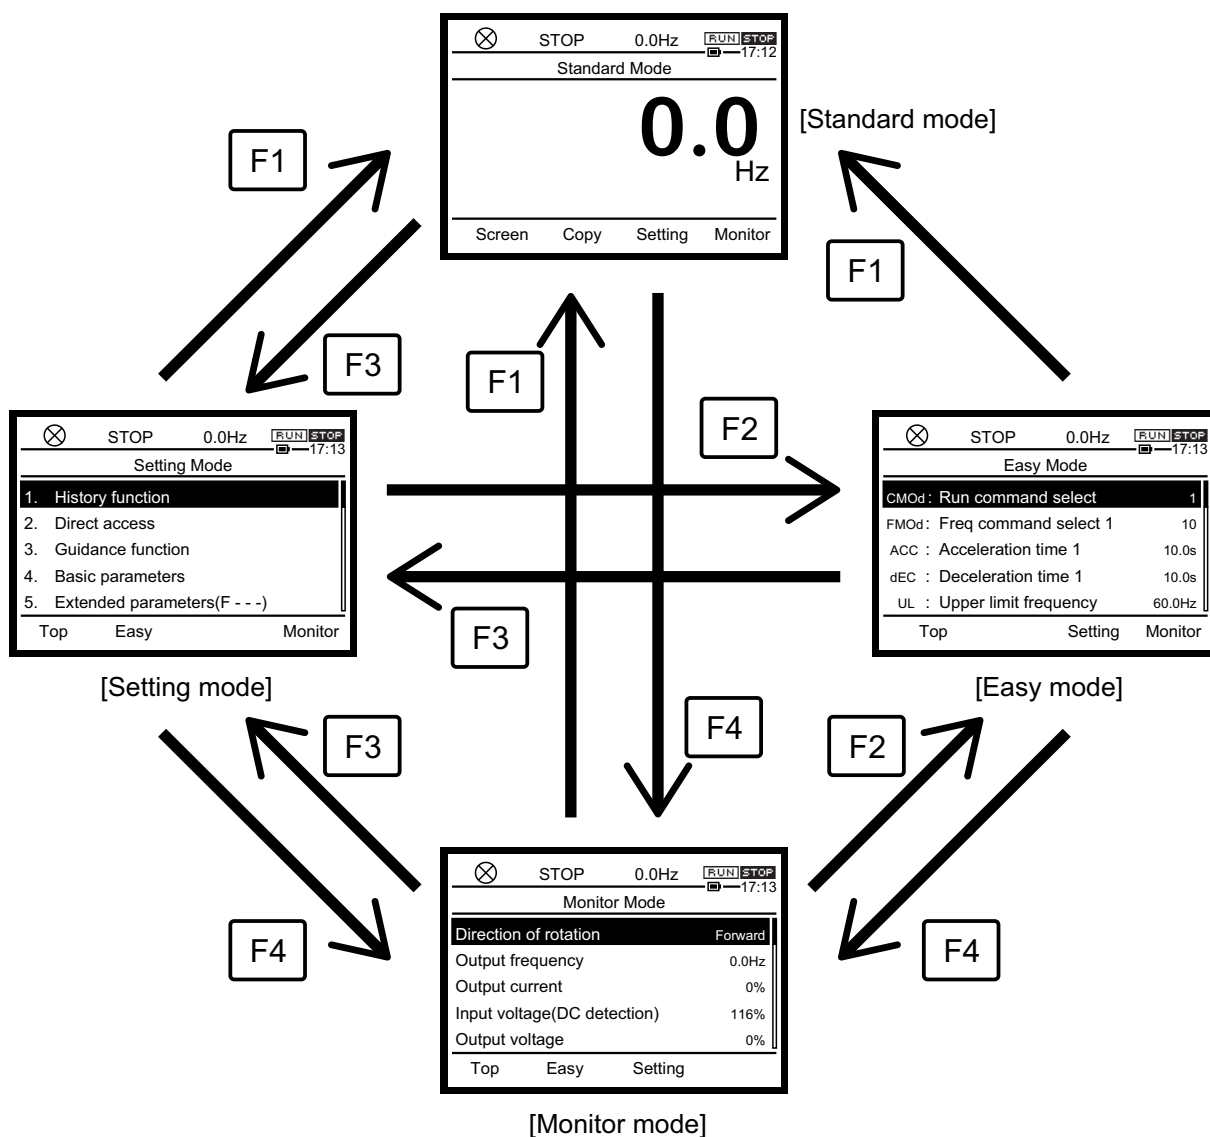 STOP 0.0Hz RUN STOP
17:12
Standard Mode
0.0
Hz
Screen Copy Setting Monitor
[Standard mode]
F1
F1
F3
F1
F2
STOP 0.0Hz RUN STOP
17:13
Setting Mode
1. History function
2. Direct access
3. Guidance function
4. Basic parameters
5. Extended parameters(F - - -)
Top Easy Monitor
[Setting mode]
STOP 0.0Hz RUN STOP
17:13
Easy Mode
CMOd : Run command select 1
FMOd : Freq command select 1 10
ACC : Acceleration time 1 10.0s
dEC : Deceleration time 1 10.0s
UL : Upper limit frequency 60.0Hz
Top Setting Monitor
[Easy mode]
F3
F3
F4
F2
F4
F4
STOP 0.0Hz RUN STOP
17:13
Monitor Mode
Direction of rotation Forward
Output frequency 0.0Hz
Output current 0%
Input voltage(DC detection) 116%
Output voltage 0%
Top Easy Setting
[Monitor mode]